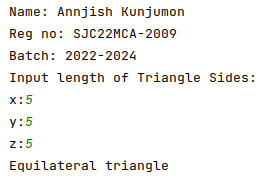 Name: Annjish Kunjumon
Reg no: SJC22MCA-2009
Batch: 2022-2024
Input length of Triangle Sides:
x:5
y:5
z:5
Equilateral triangle